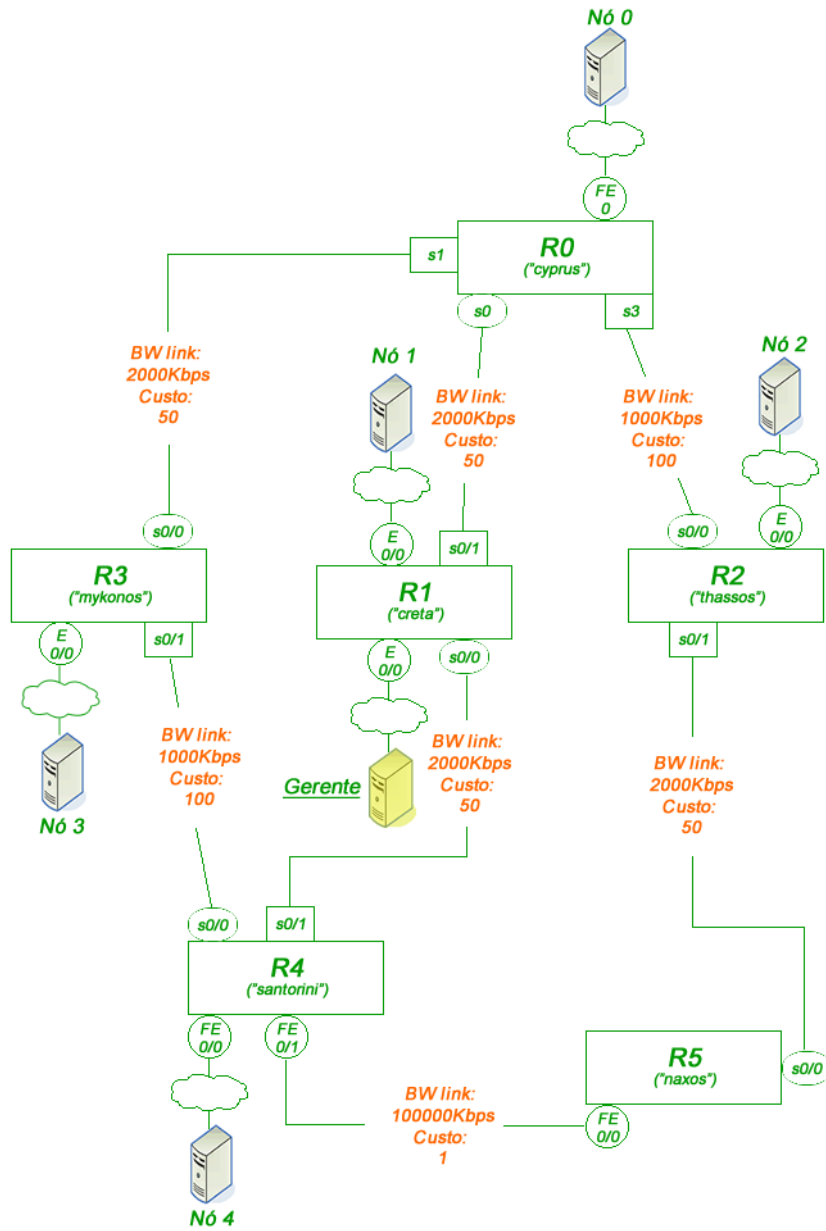 Nó 0
FE
0
R0
("cyprus")
s1
s0
s3
BW link:
2000Kbps
Custo:
50
Nó 1
BW link:
2000Kbps
Custo:
50
BW link:
1000Kbps
Custo:
100
Nó 2
s0/0
E
0/0
s0/1
s0/0
E
0/0
R3
("mykonos")
R1
("creta")
R2
("thassos")
E
0/0
s0/1
E
0/0
s0/0
s0/1
BW link:
1000Kbps
Custo:
100
Nó 3
Gerente
BW link:
2000Kbps
Custo:
50
BW link:
2000Kbps
Custo:
50
s0/0
s0/1
R4
("santorini")
FE
0/0
FE
0/1
R5
("naxos")
s0/0
FE
0/0
BW link:
100000Kbps
Custo:
1
Nó 4